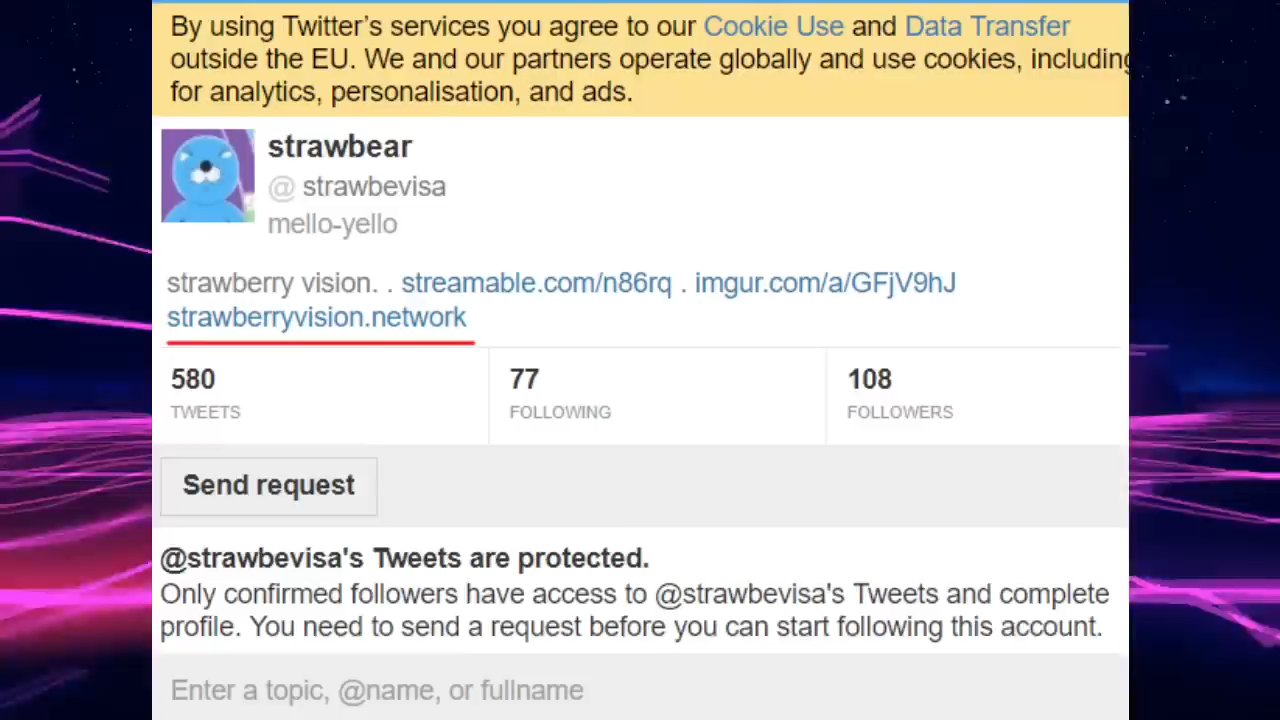 By using Twitter’s services you agree to our Cookie Use and Data Transfer
outside the EU. We and our partners operate globally and use cookies, including
for analytics, personalisation, and ads.
strawbear
@ strawbevisa
mello-yello
strawberry vision. . streamable.com/n86rq . imgur.com/a/GFjV9hJ
strawberryvision.network
580 77 108
TWEETS FOLLOWING FOLLOWERS
Send request
@strawbevisa's Tweets are protected.
Only confirmed followers have access to @strawbevisa's Tweets and complete
profile. You need to send a request before you can start following this account.
Enter a topic, @name, or fullname